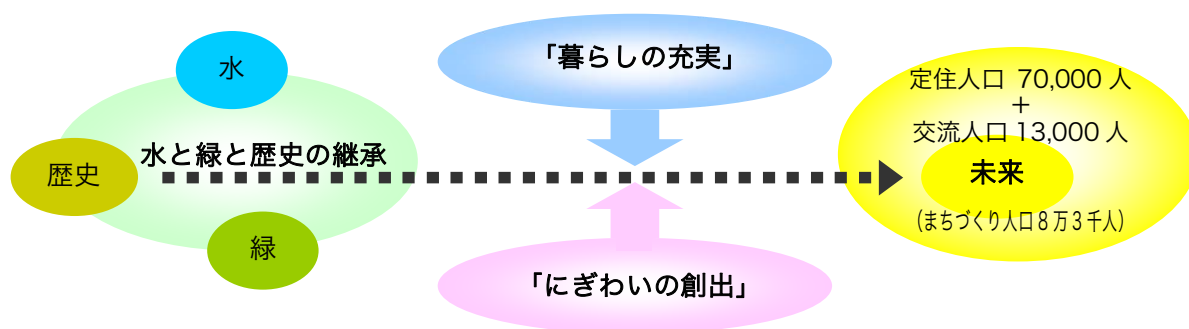 水
歴史
水と緑と歴史の継承
緑
「暮らしの充実」
「にぎわいの創出」
定住人口 70,000 人
+
交流人口 13,000 人
未来
(まちづくり人口8万3千人)